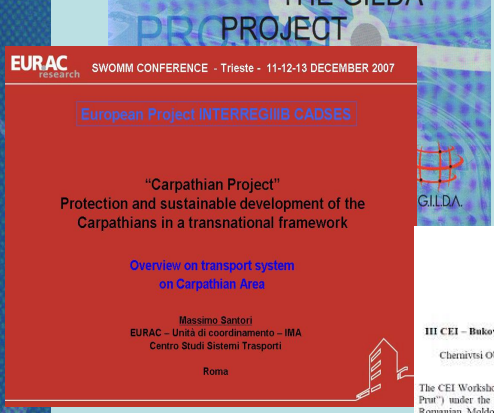 THE GILDA
PROJECT
EURAC
research
SWOMM CONFERENCE - Trieste - 11-12-13 DECEMBER 2007
European Project INTERREGIIIB CADSES
“Carpathian Project”
Protection and sustainable development of the
Carpathians in a transnational framework
G.I.L.D.A.
Overview on transport system
on Carpathian Area
Massimo Santori
EURAC – Unità di coordinamento – IMA
Centro Studi Sistemi Trasporti
Roma
III CEI –
Chernivtsi
The CEI
Prut”) under the
Romanian, Moldo